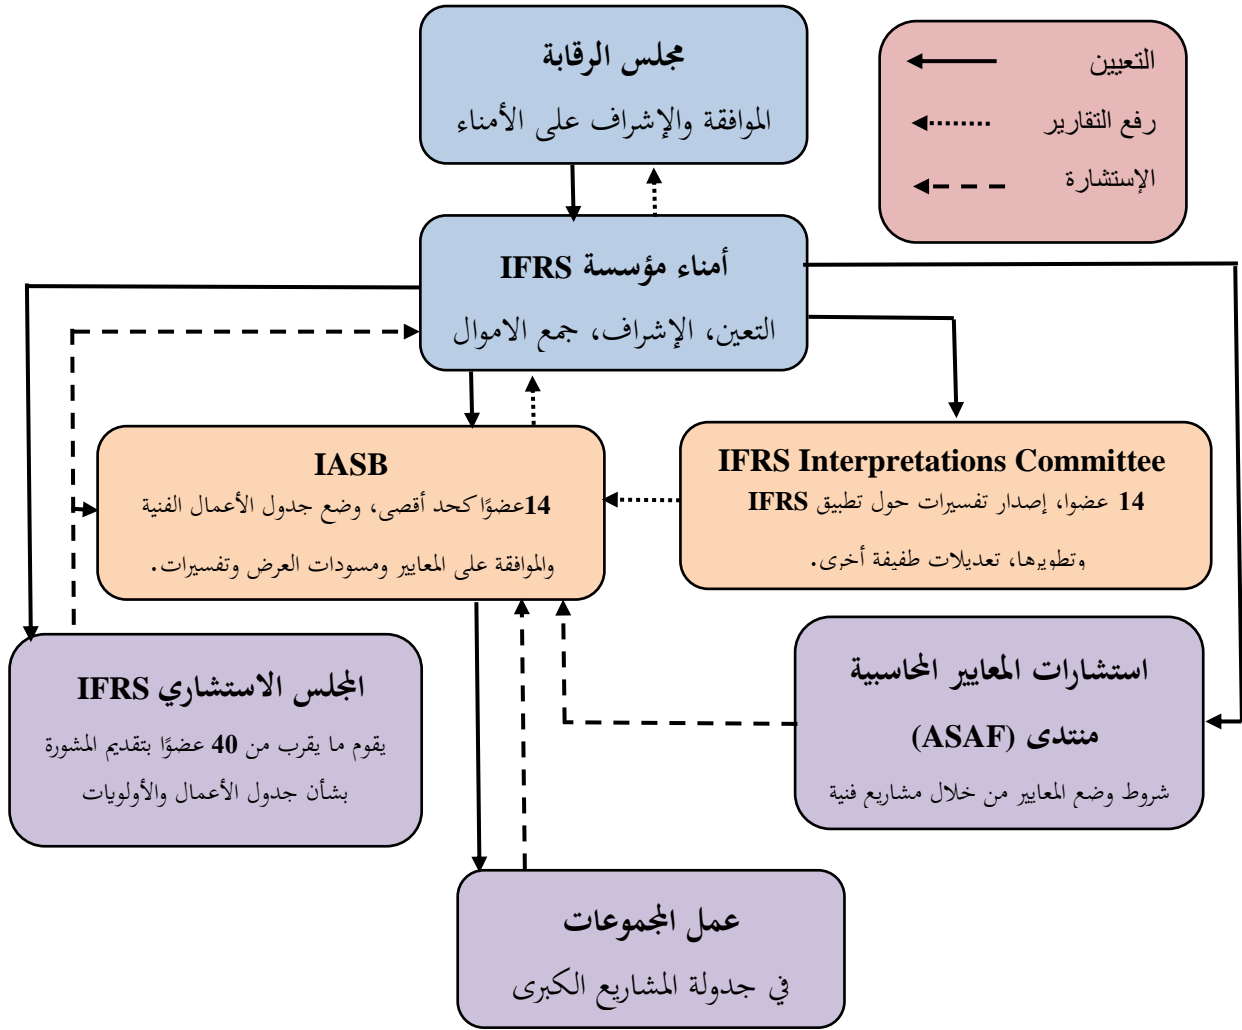 مجلس الرقابة
الموافقة والإشراف على الأمناء
التعيين
رفع التقارير
الإستشارة
أمناء مؤسسة IFRS
التعين، الإشراف، جمع الاموال
IFRS Interpretations Committee
14 عضوا، إصدار تفسيرات حول تطبيق IFRS
وتطويرها، تعديلات طفيفة أخرى.
IASB
14عضوًا كحد أقصى، وضع جدول الأعمال الفنية
والموافقة على المعايير ومسودات العرض وتفسيرات.
استشارات المعايير المحاسبية
منتدى (ASAF)
شروط وضع المعايير من خلال مشاريع فنية
المجلس الاستشاري IFRS
يقوم ما يقرب من 40 عضوًا بتقديم المشورة
بشأن جدول الأعمال والأولويات
عمل المجموعات
في جدولة المشاريع الكبرى